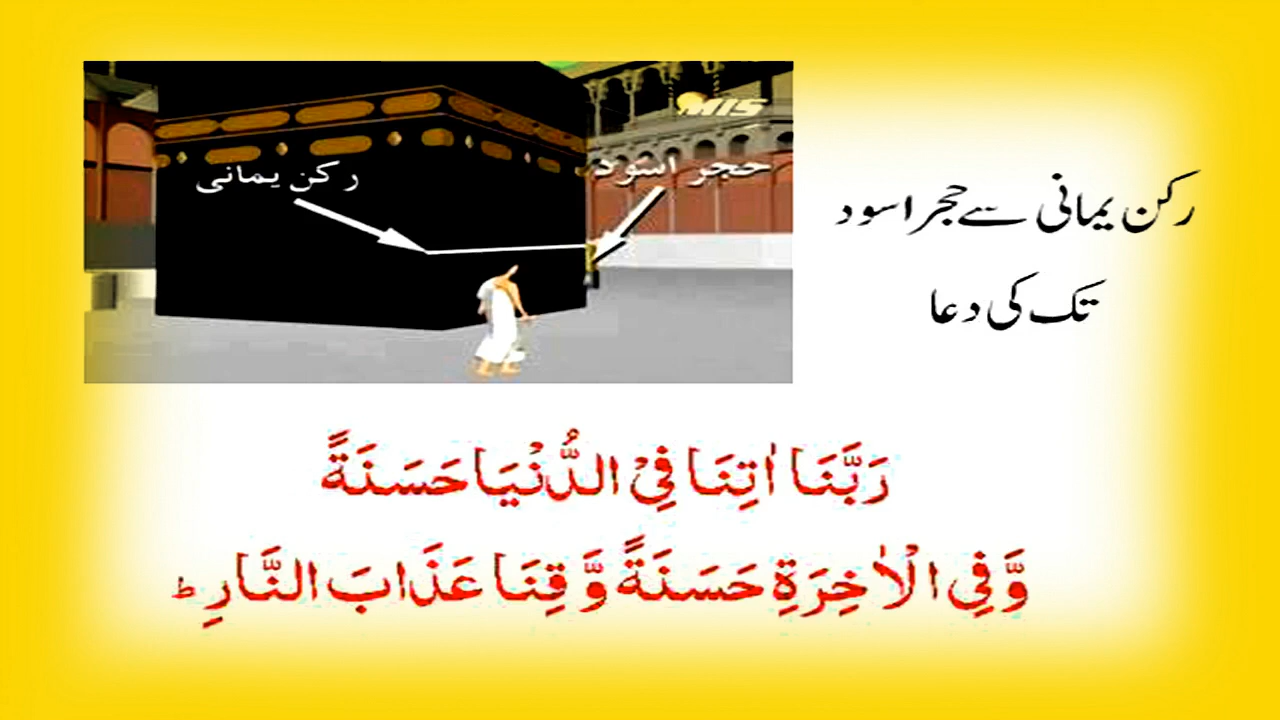 MIS
رکن یمانی
حجر اسود
رکن یمانی سے حجر اسود
تک کی دعا
رَبَّنَا اٰتِنَا فِیْ الدُّنْیَا حَسَنَةً
وَّفِی الْاٰخِرَةِ حَسَنَةً وَّ قِنَا عَذَابَ النَّارِ ؕ